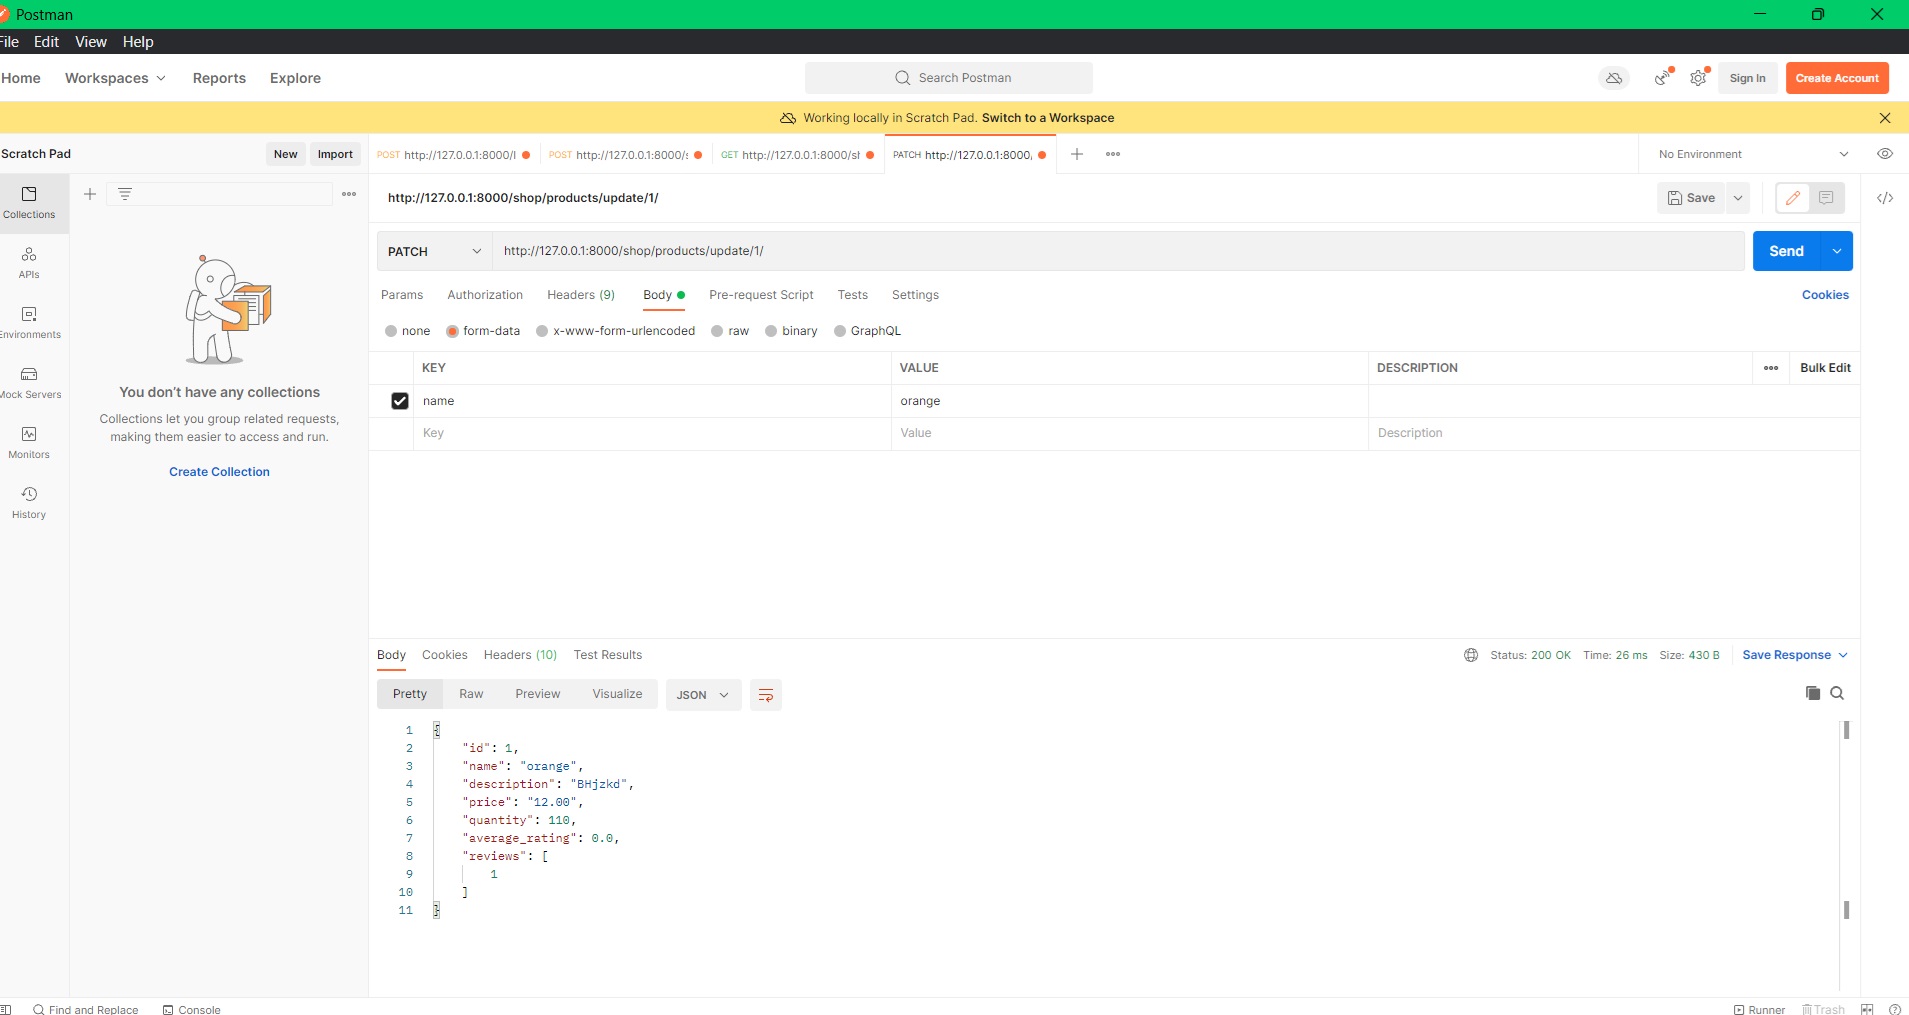 Postman
File Edit View Help
Home Workspaces Reports Explore
Search Postman
Sign In
Create Account
Working locally in Scratch Pad. Switch to a Workspace
Scratch Pad
New
Import
POST http://127.0.0.1:8000/l
POST http://127.0.0.1:8000/s
GET http://127.0.0.1:8000/sh
PATCH http://127.0.0.1:8000/
No Environment
Collections
APIs
Environments
Mock Servers
Monitors
History
You don't have any collections
Collections let you group related requests,
making them easier to access and run.
Create Collection
http://127.0.0.1:8000/shop/products/update/1/
Save
PATCH
http://127.0.0.1:8000/shop/products/update/1/
Send
Params Authorization Headers (9) Body Pre-request Script Tests Settings
Cookies
none form-data x-www-form-urlencoded raw binary GraphQL
KEY VALUE DESCRIPTION Bulk Edit
name orange
Key Value Description
Body Cookies Headers (10) Test Results
Status: 200 OK Time: 26 ms Size: 430 B Save Response
Pretty Raw Preview Visualize JSON
1 {
2 "id": 1,
3 "name": "orange",
4 "description": "BHjzkd",
5 "price": "12.00",
6 "quantity": 110,
7 "average_rating": 0.0,
8 "reviews": [
9 1
10 ]
11 }
Find and Replace Console
Runner Trash